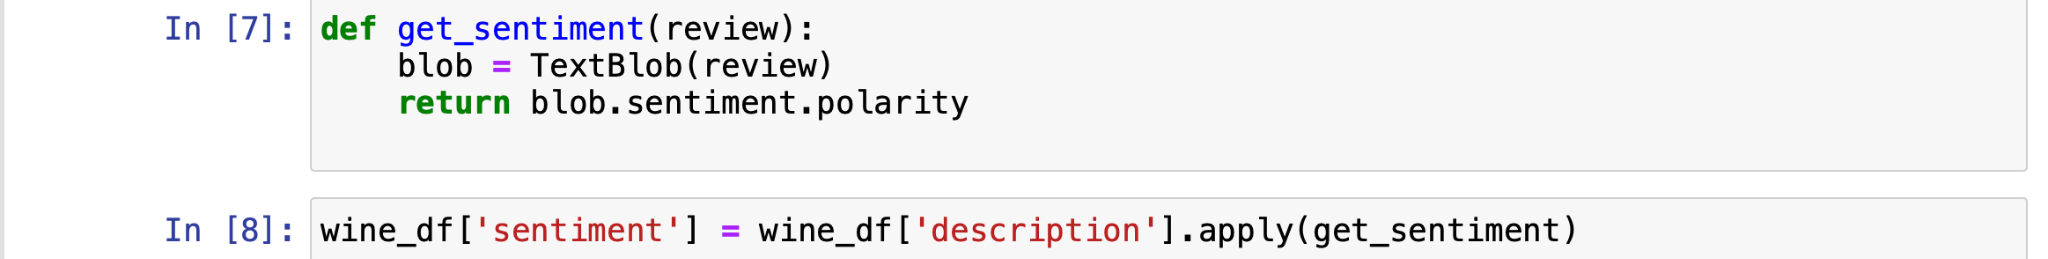 In [7]: def get_sentiment(review):
    blob = TextBlob(review)
    return blob.sentiment.polarity
In [8]: wine_df['sentiment'] = wine_df['description'].apply(get_sentiment)